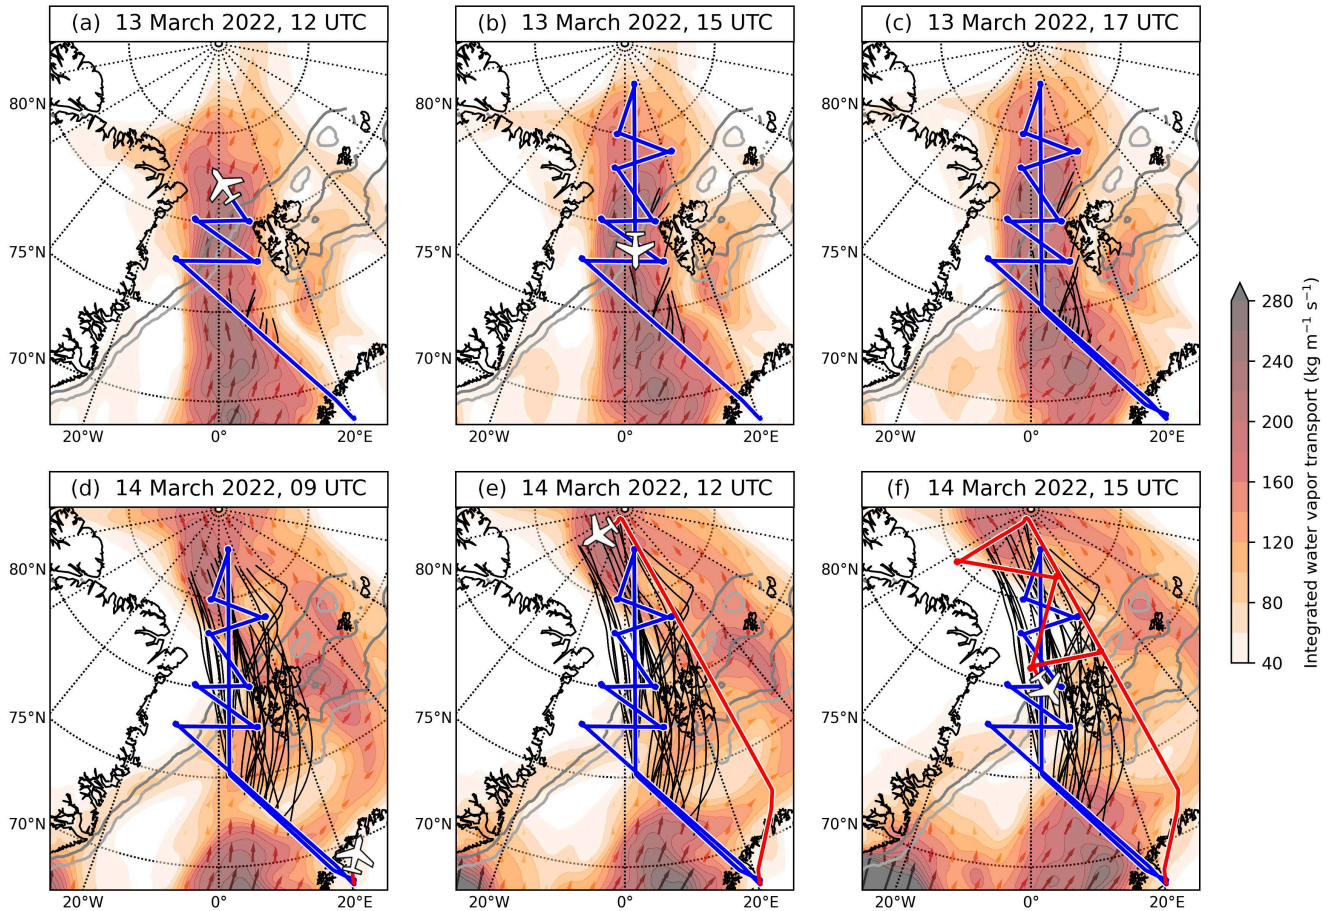 (a) 13 March 2022, 12 UTC
(b) 13 March 2022, 15 UTC
(c) 13 March 2022, 17 UTC
80°N
75°N
70°N
20°W
0°
20°E
80°N
75°N
70°N
20°W
0°
20°E
80°N
75°N
70°N
20°W
0°
20°E
(d) 14 March 2022, 09 UTC
(e) 14 March 2022, 12 UTC
(f) 14 March 2022, 15 UTC
80°N
75°N
70°N
20°W
0°
20°E
80°N
75°N
70°N
20°W
0°
20°E
80°N
75°N
70°N
20°W
0°
20°E
280
240
200
160
120
80
40
Integrated water vapor transport (kg m⁻¹ s⁻¹)